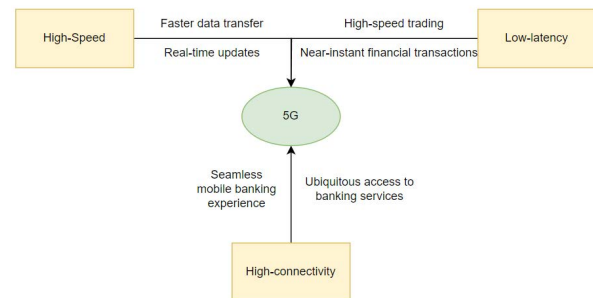 Faster data transfer
High-speed trading
High-Speed
Low-latency
Real-time updates
Near-instant financial transactions
5G
Seamless
mobile banking
experience
Ubiquitous access to
banking services
High-connectivity